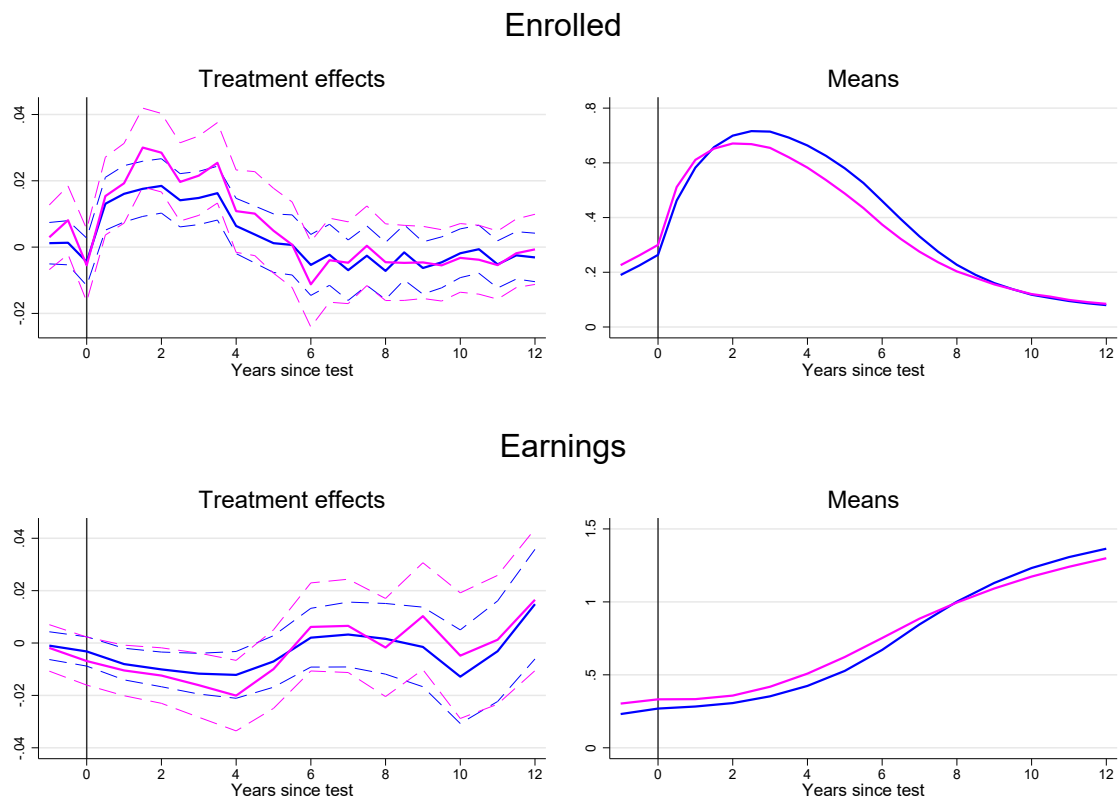 Enrolled
Treatment effects
.04
.02
0
-.02
0 2 4 6 8 10 12
Years since test
Means
.8
.6
.4
.2
0
0 2 4 6 8 10 12
Years since test
Earnings
Treatment effects
.04
.02
0
-.02
-.04
0 2 4 6 8 10 12
Years since test
Means
1.5
1
.5
0
0 2 4 6 8 10 12
Years since test